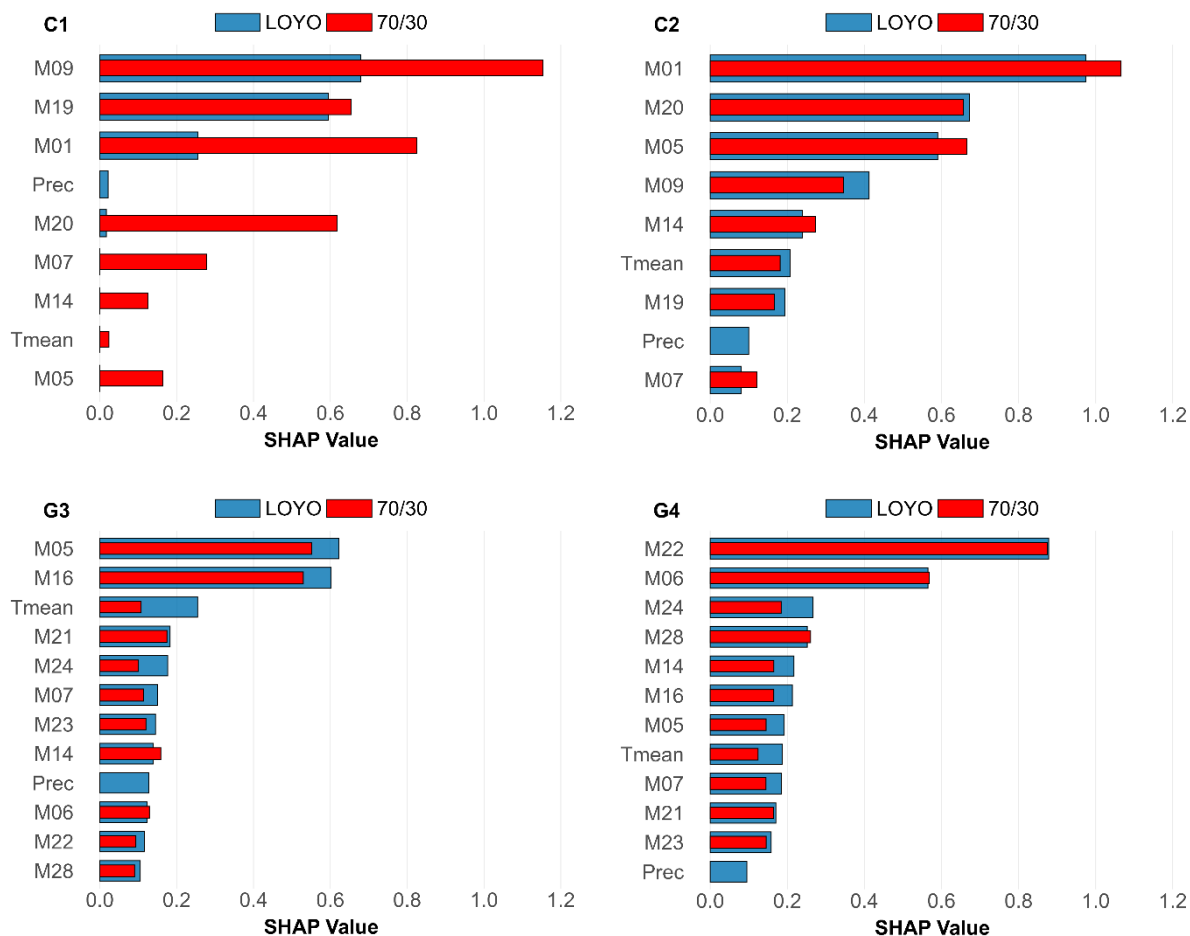 C1 LOYO 70/30
M09
M19
M01
Prec
M20
M07
M14
Tmean
M05
0.0 0.2 0.4 0.6 0.8 1.0 1.2
SHAP Value
C2 LOYO 70/30
M01
M20
M05
M09
M14
Tmean
M19
Prec
M07
0.0 0.2 0.4 0.6 0.8 1.0 1.2
SHAP Value
G3 LOYO 70/30
M05
M16
Tmean
M21
M24
M07
M23
M14
Prec
M06
M22
M28
0.0 0.2 0.4 0.6 0.8 1.0 1.2
SHAP Value
G4 LOYO 70/30
M22
M06
M24
M28
M14
M16
M05
Tmean
M07
M21
M23
Prec
0.0 0.2 0.4 0.6 0.8 1.0 1.2
SHAP Value